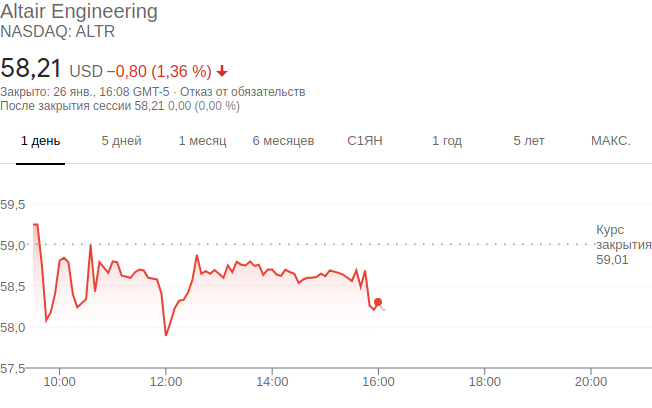 Altair Engineering
NASDAQ: ALTR
58,21 USD −0,80 (1,36 %)
Закрыто: 26 янв., 16:08 GMT-5 · Отказ от обязательств
После закрытия сессии 58,21 0,00 (0,00 %)
1 день 5 дней 1 месяц 6 месяцев С1ЯН 1 год 5 лет МАКС.
59,5
59,0
58,5
58,0
57,5
Курс
закрытия
59,01
10:00 12:00 14:00 16:00 18:00 20:00